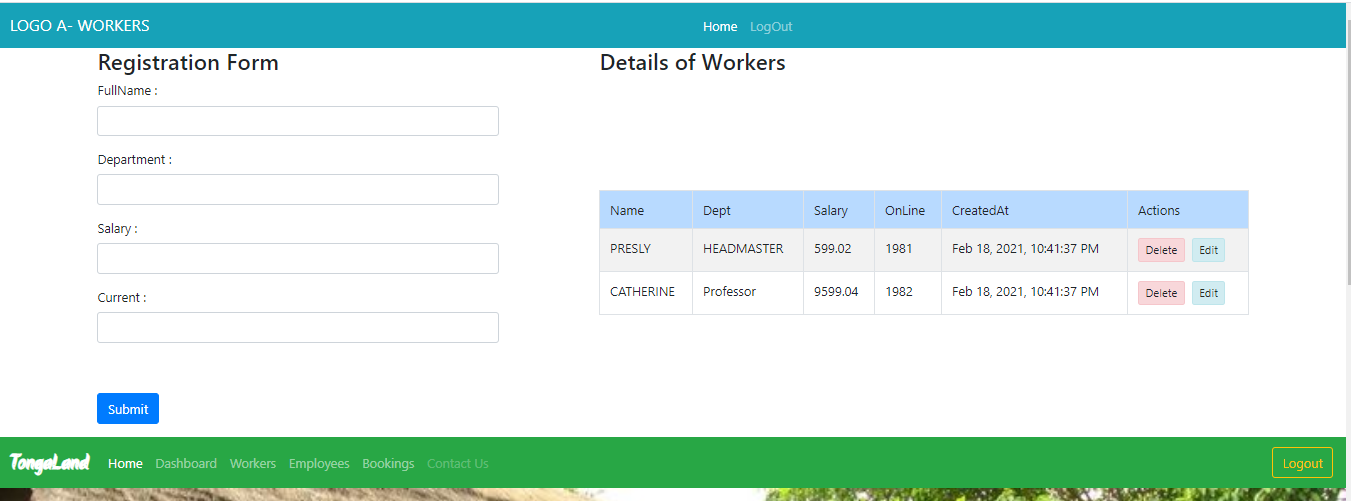 LOGO A- WORKERS Home LogOut
Registration Form
FullName :
Department :
Salary :
Current :
Submit
Details of Workers
Name Dept Salary OnLine CreatedAt Actions
PRESLY HEADMASTER 599.02 1981 Feb 18, 2021, 10:41:37 PM Delete Edit
CATHERINE Professor 9599.04 1982 Feb 18, 2021, 10:41:37 PM Delete Edit
TongaLand Home Dashboard Workers Employees Bookings Contact Us Logout